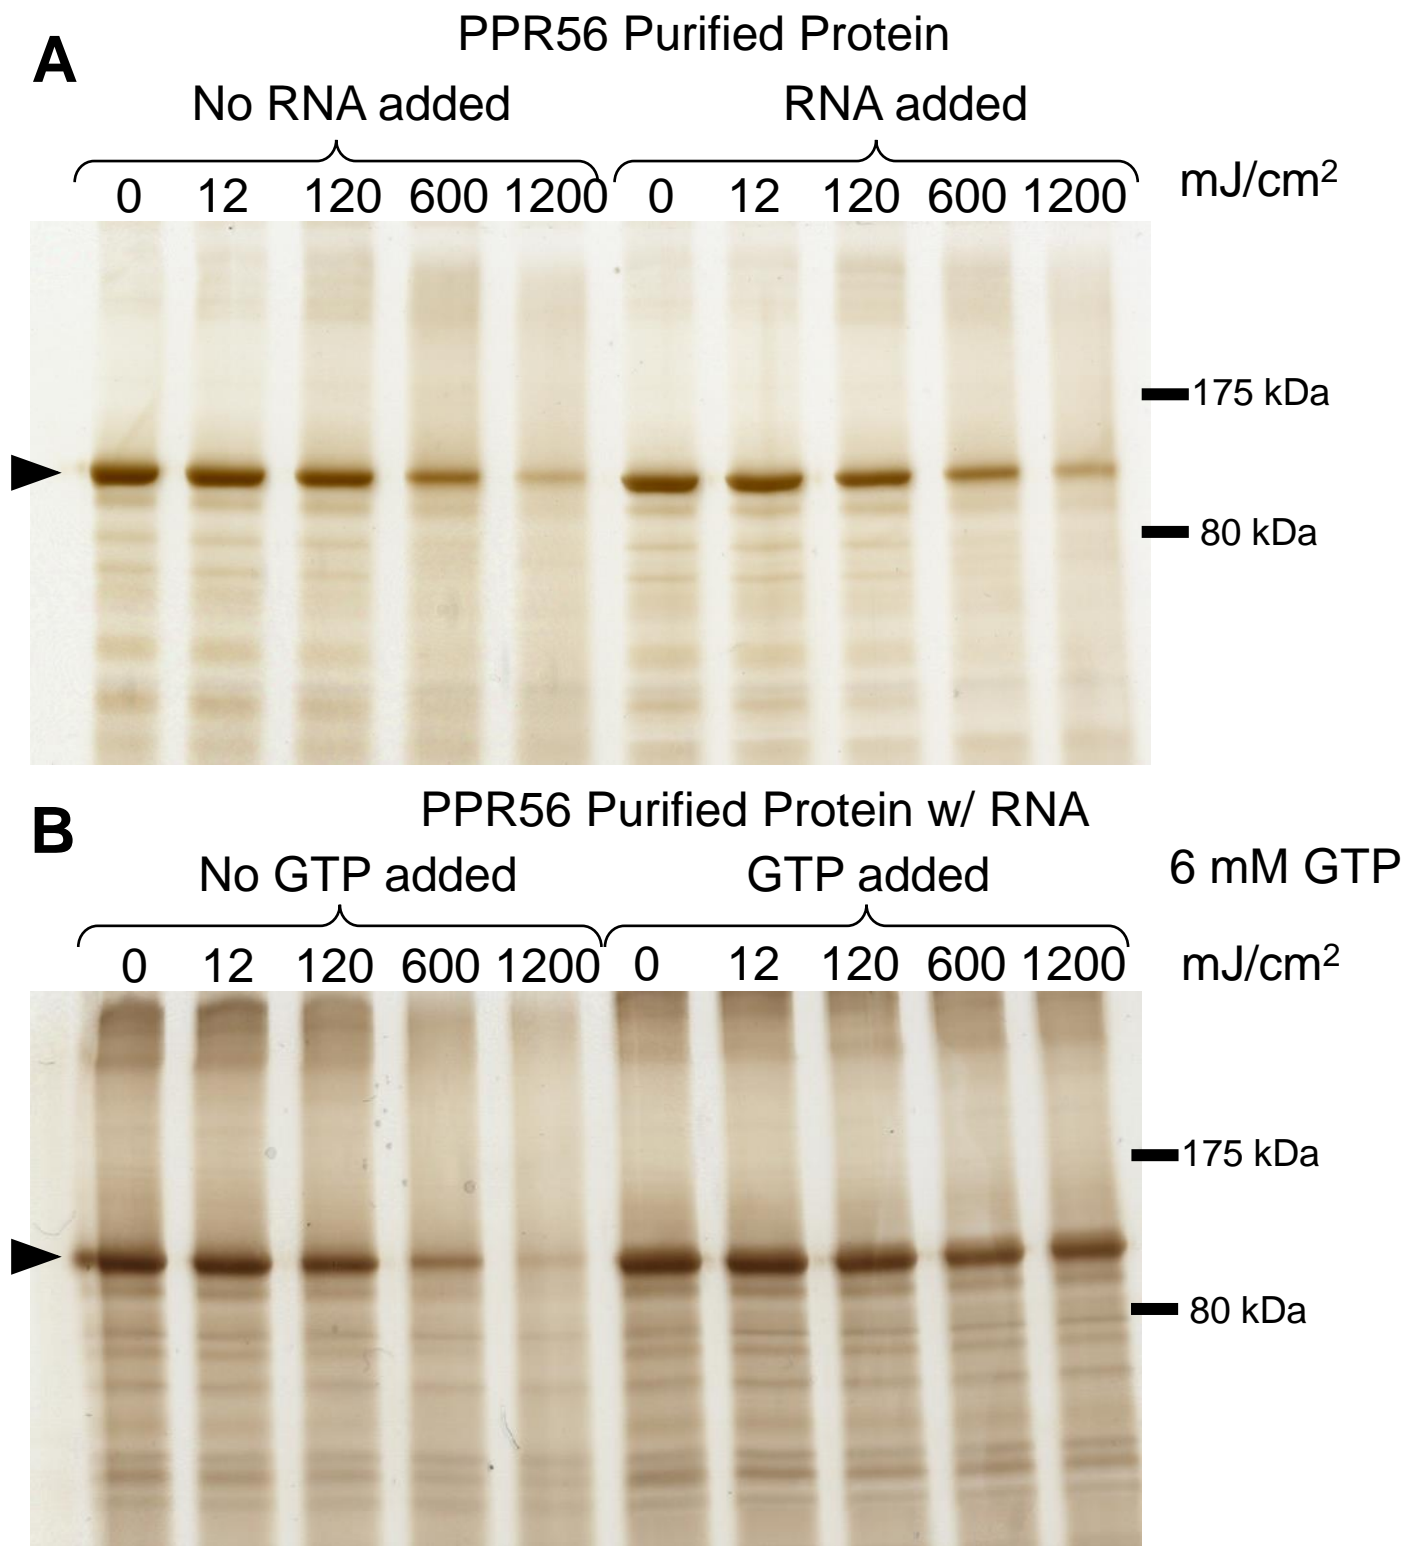 A
PPR56 Purified Protein
No RNA added RNA added
0 12 120 600 1200 0 12 120 600 1200 mJ/cm²
175 kDa
80 kDa
B
PPR56 Purified Protein w/ RNA
No GTP added GTP added 6 mM GTP
0 12 120 600 1200 0 12 120 600 1200 mJ/cm²
175 kDa
80 kDa